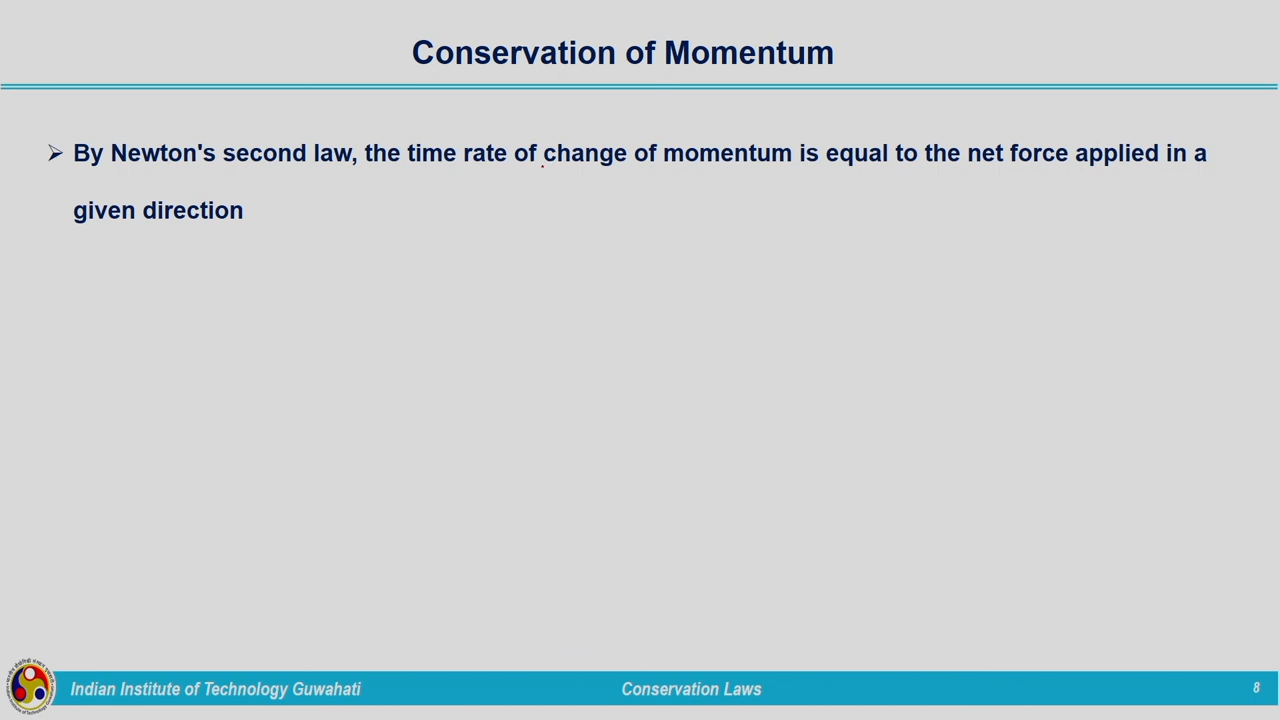 Conservation of Momentum
➢ By Newton's second law, the time rate of change of momentum is equal to the net force applied in a
given direction
Indian Institute of Technology Guwahati
Conservation Laws
8